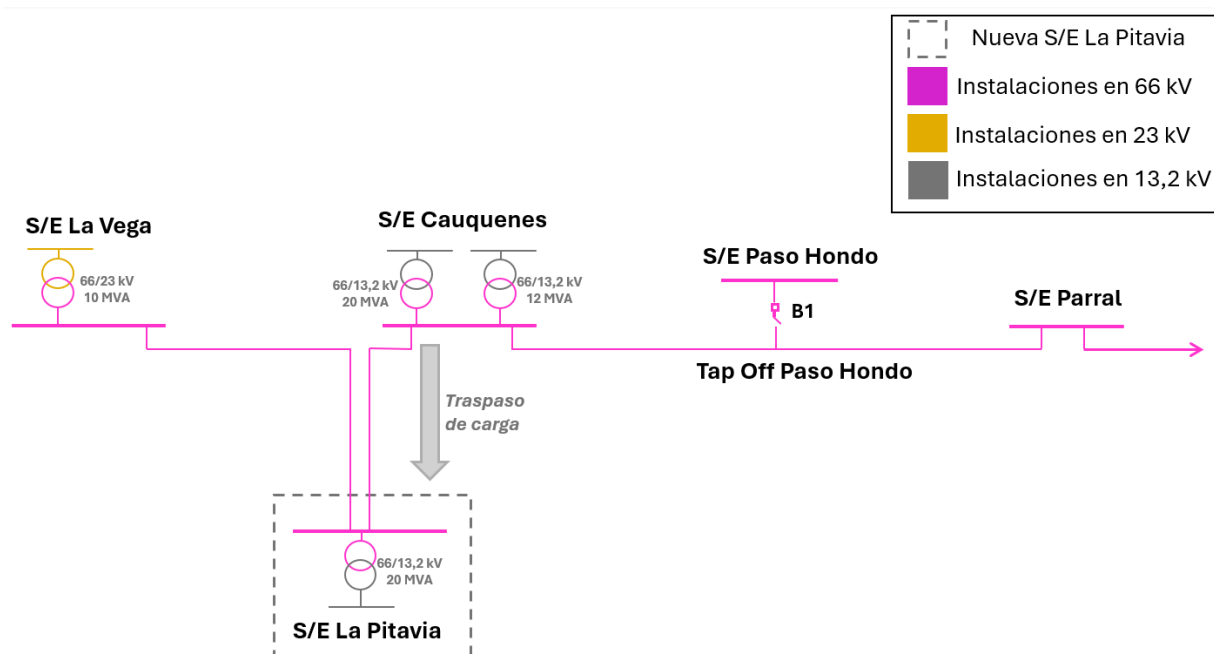 Nueva S/E La Pitavia
Instalaciones en 66 kV
Instalaciones en 23 kV
Instalaciones en 13,2 kV
S/E La Vega
66/23 kV
10 MVA
S/E Cauquenes
66/13,2 kV
20 MVA
66/13,2 kV
12 MVA
S/E Paso Hondo
B1
S/E Parral
Tap Off Paso Hondo
Traspaso
de carga
66/13,2 kV
20 MVA
S/E La Pitavia